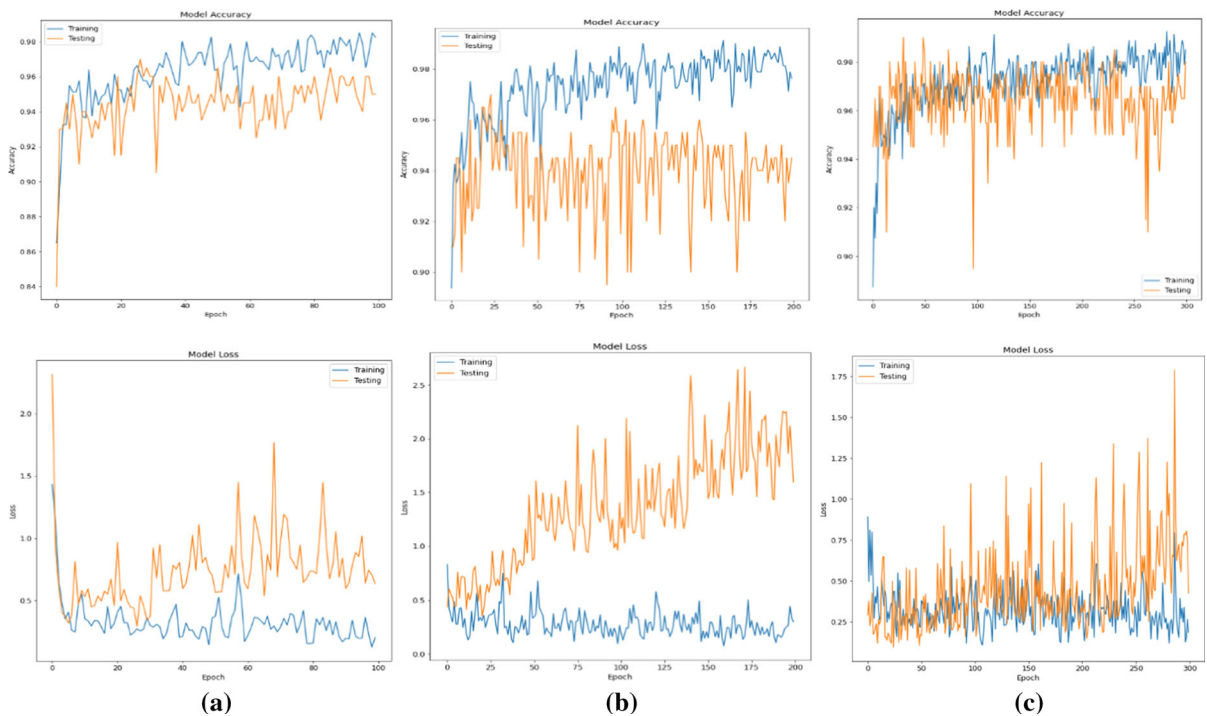 Model Accuracy
Training
Testing
0.98
0.96
0.94
0.92
0.90
0.88
0.86
0.84
Accuracy
0 20 40 60 80 100
Epoch
Model Accuracy
Training
Testing
0.98
0.96
0.94
0.92
0.90
Accuracy
0 25 50 75 100 125 150 175 200
Epoch
Model Accuracy
0.98
0.96
0.94
0.92
0.90
Accuracy
Training
Testing
0 50 100 150 200 250 300
Epoch
Model Loss
Training
Testing
2.0
1.5
1.0
0.5
Loss
0 20 40 60 80 100
Epoch
(a)
Model Loss
Training
Testing
2.5
2.0
1.5
1.0
0.5
0.0
Loss
0 25 50 75 100 125 150 175 200
Epoch
(b)
Model Loss
Training
Testing
1.75
1.50
1.25
1.00
0.75
0.50
0.25
Loss
0 50 100 150 200 250 300
Epoch
(c)